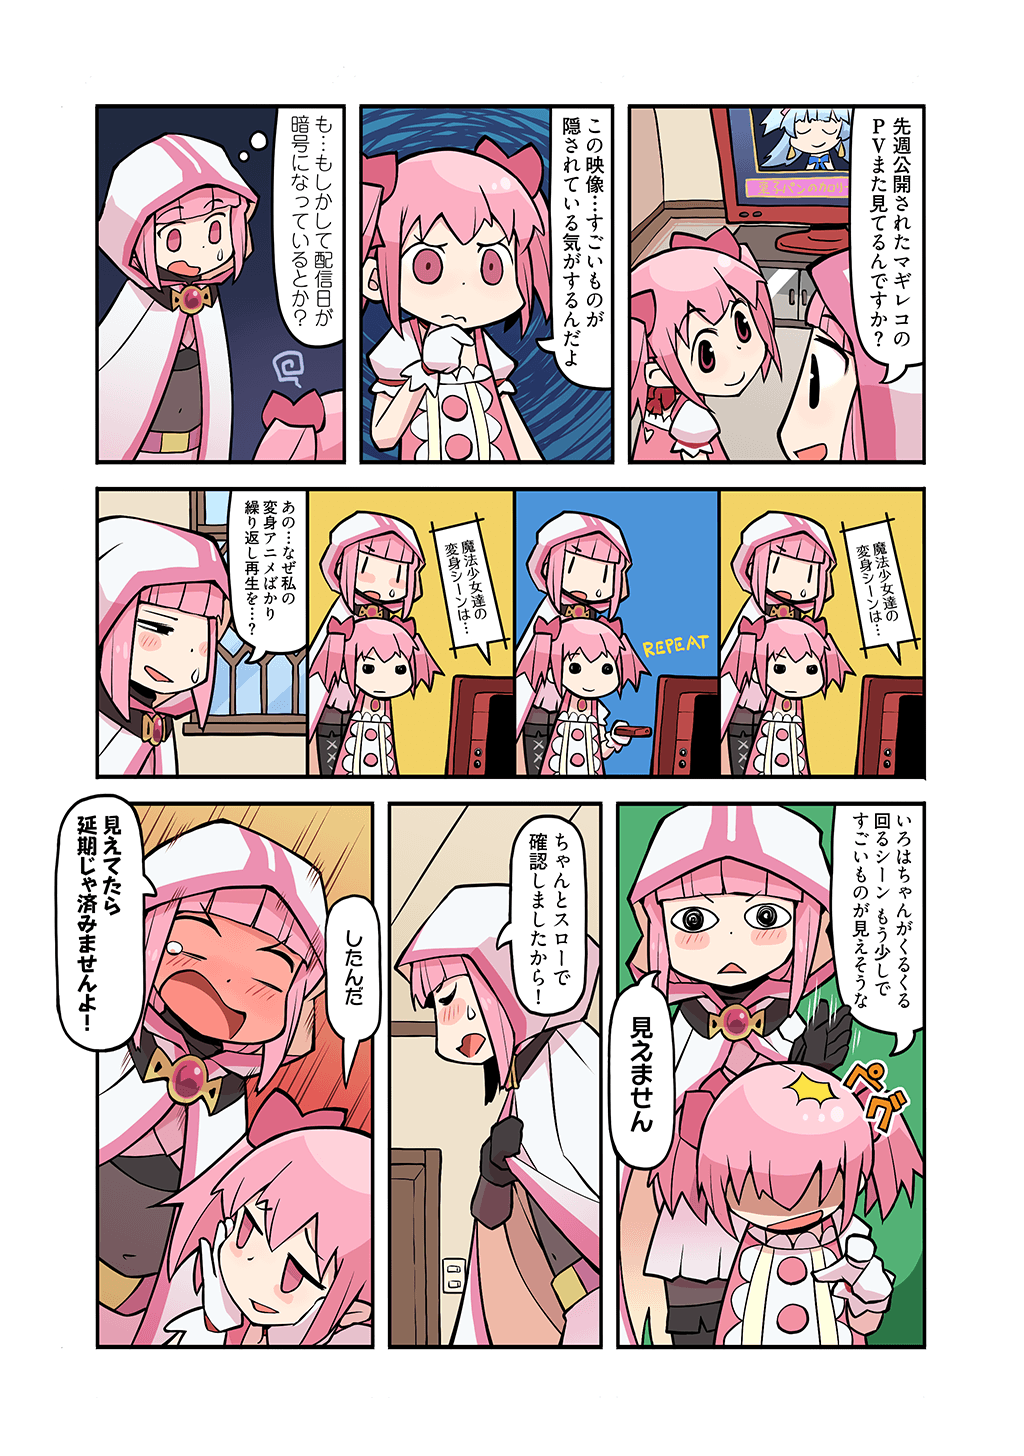 先週公開されたマギレコの
PVまた見てるんですか？
菓子パンのカロリー
この映像…すごいものが
隠されている気がするんだよ
も…もしかして配信日が
暗号になっているとか？
魔法少女達の
変身シーンは…
REPEAT
魔法少女達の
変身シーンは…
あの…なぜ私の
変身アニメばかり
繰り返し再生を…？
いろはちゃんがくるくる
回るシーン もう少しで
すごいものが見えそうな
ペグ
見えません
ちゃんとスローで
確認しましたから！
したんだ
見えてたら
延期じゃ済みませんよ！